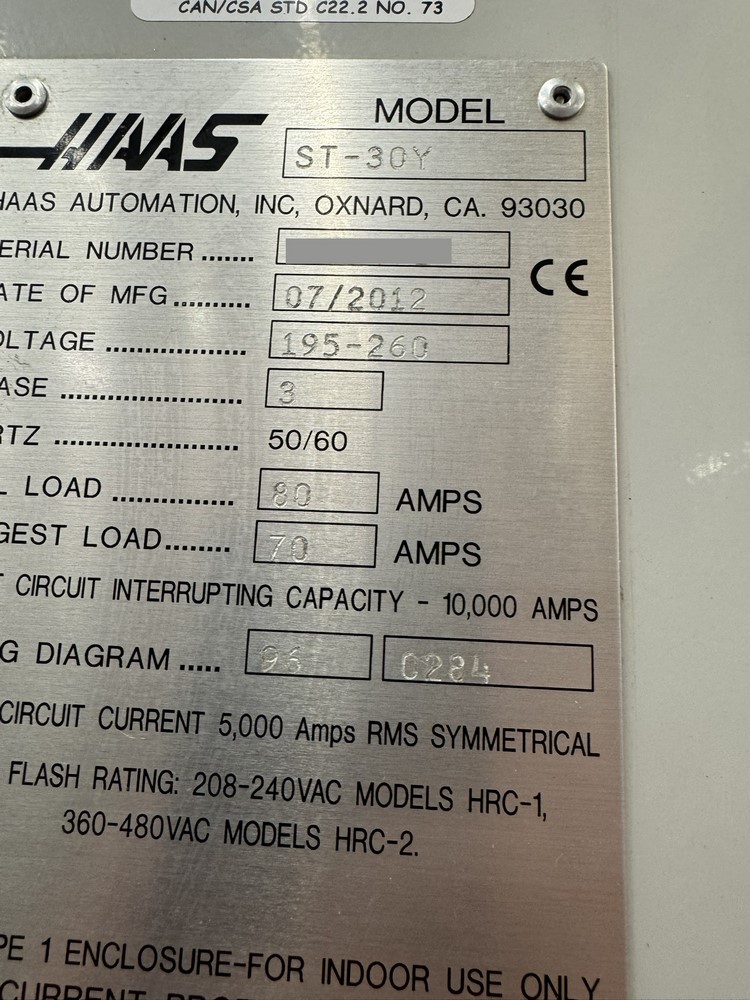 CAN/CSA STD C22.2 NO. 73
MODEL
HAAS ST-30Y
HAAS AUTOMATION, INC, OXNARD, CA. 93030
ERIAL NUMBER .......
CE
ATE OF MFG.......... 07/2012
OLTAGE .................. 195-260
ASE ....................... 3
RTZ ....................... 50/60
L LOAD ............... 80 AMPS
GEST LOAD........ 70 AMPS
T CIRCUIT INTERRUPTING CAPACITY - 10,000 AMPS
G DIAGRAM ..... 96 0284
CIRCUIT CURRENT 5,000 Amps RMS SYMMETRICAL
FLASH RATING: 208-240VAC MODELS HRC-1,
360-480VAC MODELS HRC-2.
PE 1 ENCLOSURE-FOR INDOOR USE ONLY
CURRENT